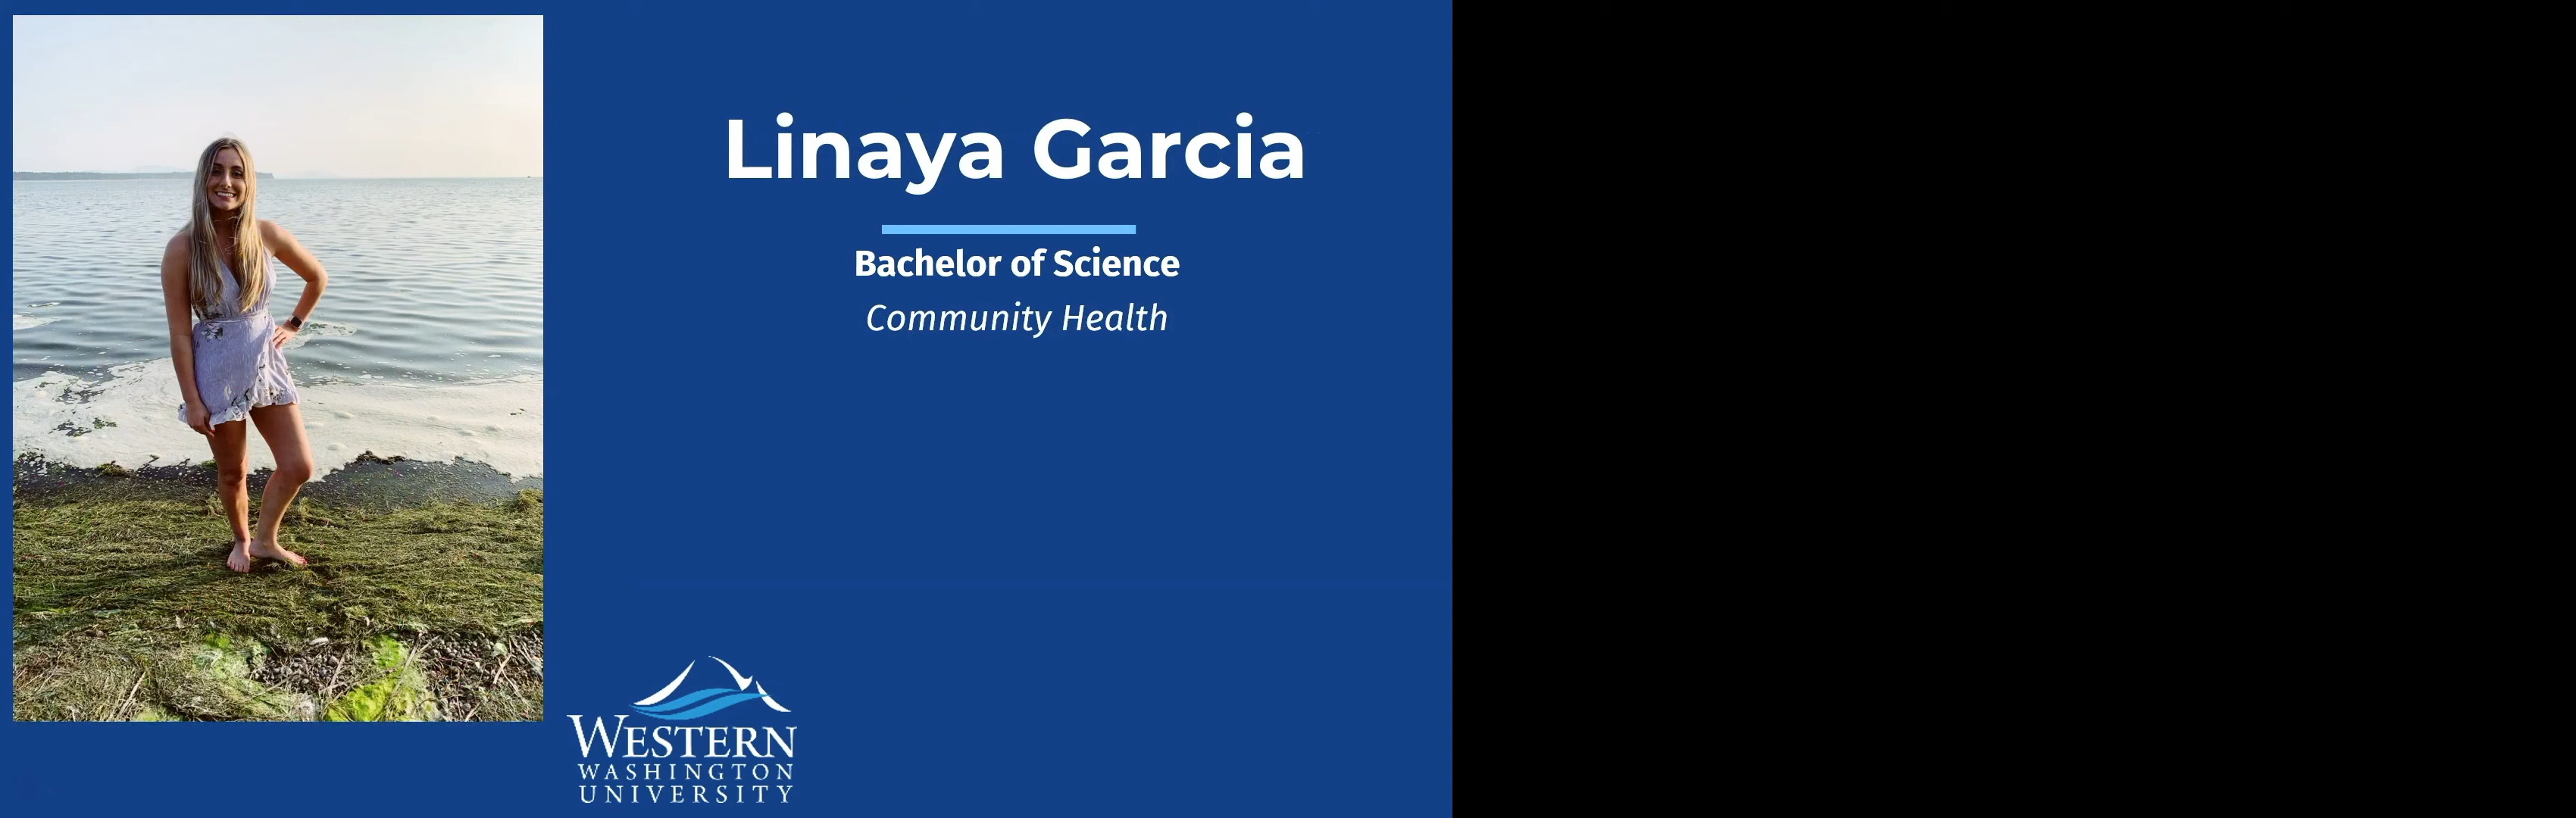 Linaya Garcia
Bachelor of Science
Community Health
WESTERN
WASHINGTON
UNIVERSITY